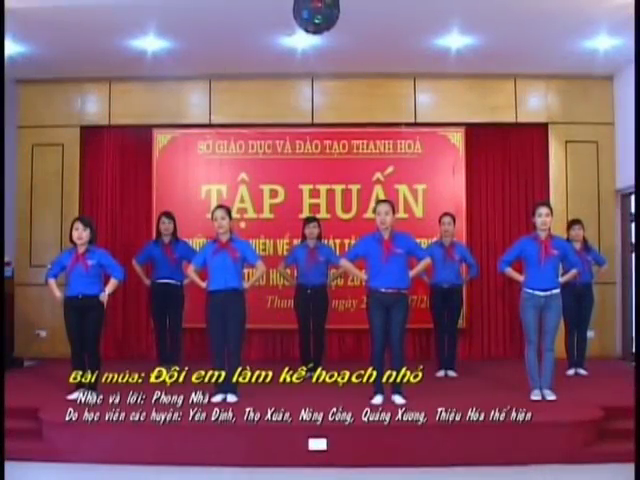 SỞ GIÁO DỤC VÀ ĐÀO TẠO THANH HOÁ
TẬP HUẤN
VIÊN VỀ
Bài múa: Đội em làm kế hoạch nhỏ
Nhạc và lời: Phong Nhã
Do học viên các huyện: Yên Định, Thọ Xuân, Nông Cống, Quảng Xương, Thiệu Hóa thể hiện